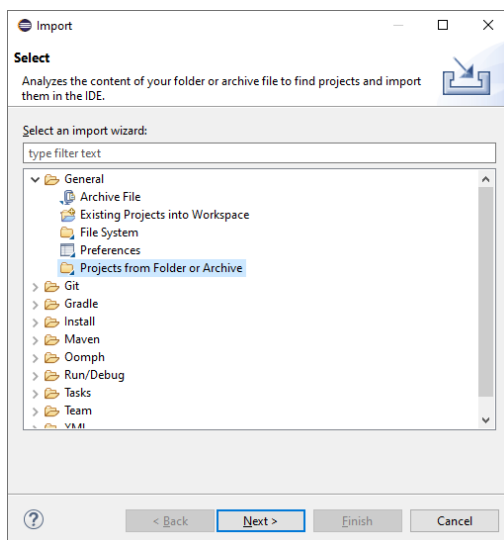 Import
Select
Analyzes the content of your folder or archive file to find projects and import
them in the IDE.
Select an import wizard:
type filter text
General
Archive File
Existing Projects into Workspace
File System
Preferences
Projects from Folder or Archive
Git
Gradle
Install
Maven
Oomph
Run/Debug
Tasks
Team
XML
? < Back Next > Finish Cancel